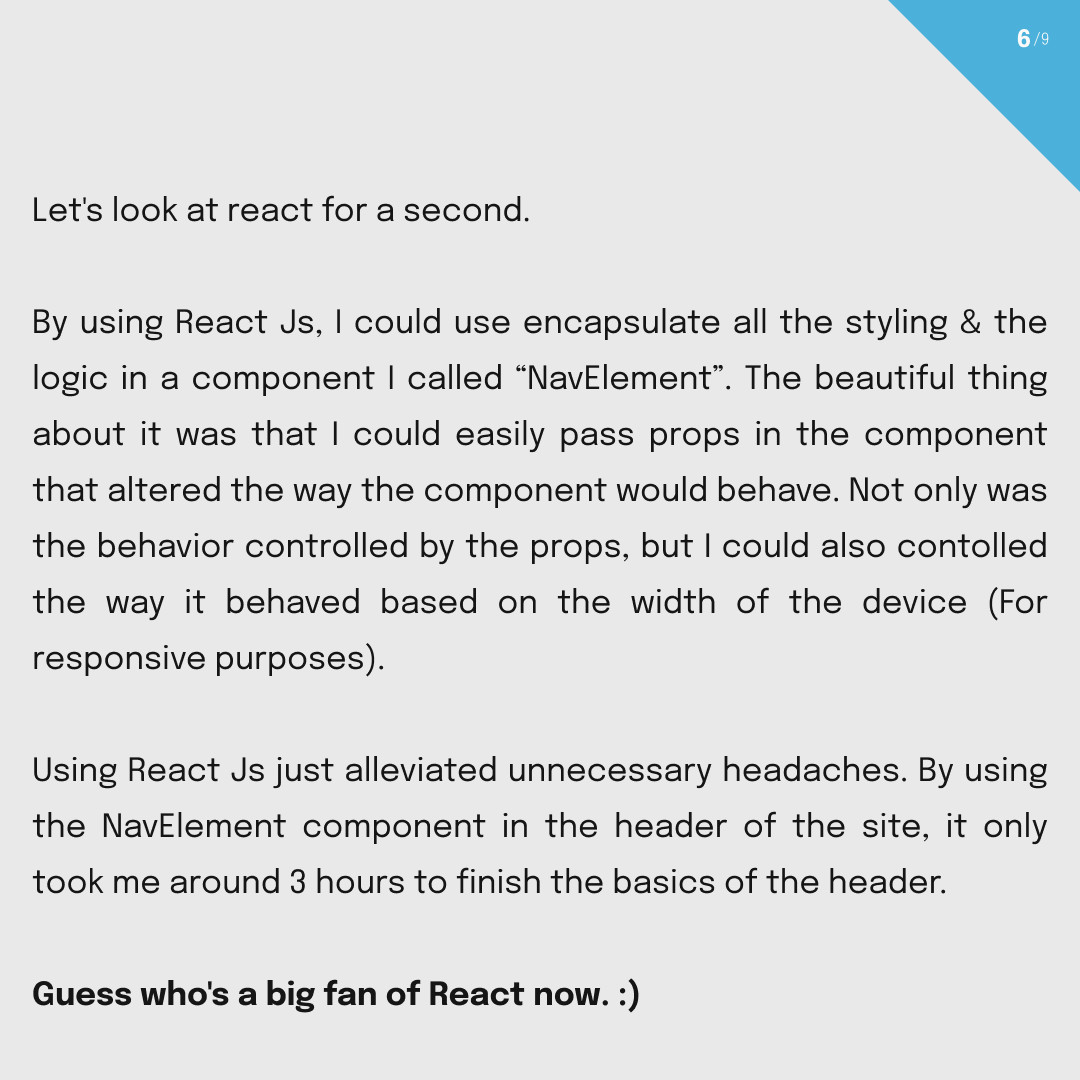 6 /9
Let's look at react for a second.
By using React Js, I could use encapsulate all the styling & the
logic in a component I called “NavElement”. The beautiful thing
about it was that I could easily pass props in the component
that altered the way the component would behave. Not only was
the behavior controlled by the props, but I could also contolled
the way it behaved based on the width of the device (For
responsive purposes).
Using React Js just alleviated unnecessary headaches. By using
the NavElement component in the header of the site, it only
took me around 3 hours to finish the basics of the header.
Guess who's a big fan of React now. :)